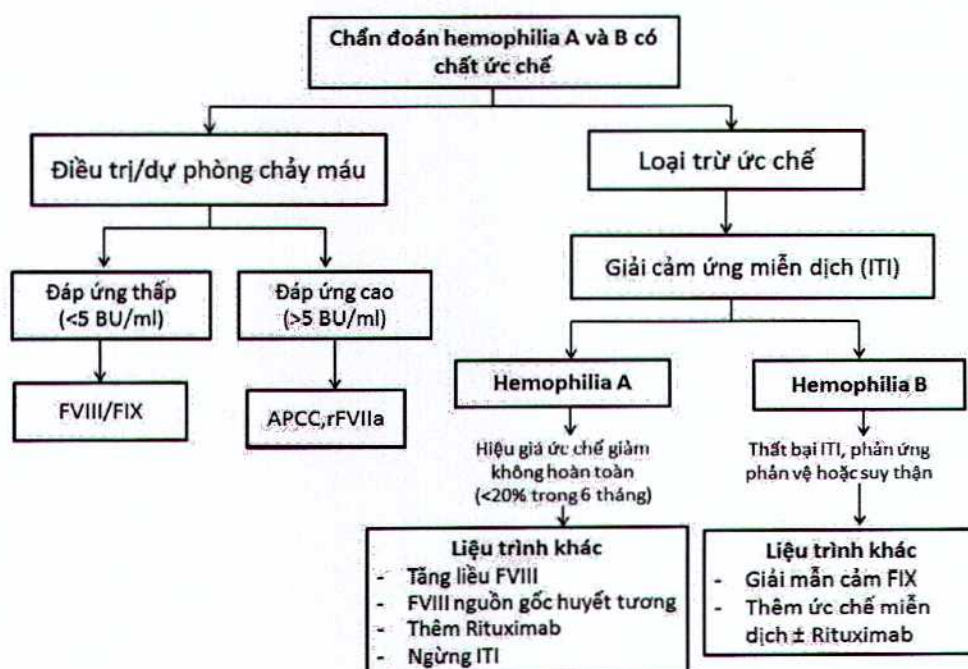 Chẩn đoán hemophilia A và B có
chất ức chế
Điều trị/dự phòng chảy máu
Loại trừ ức chế
Đáp ứng thấp
(<5 BU/ml)
Đáp ứng cao
(>5 BU/ml)
Giải cảm ứng miễn dịch (ITI)
FVIII/FIX
APCC,rFVIIa
Hemophilia A
Hemophilia B
Hiệu giá ức chế giảm
không hoàn toàn
(<20% trong 6 tháng)
Thất bại ITI, phản ứng
phản vệ hoặc suy thận
Liệu trình khác
- Tăng liều FVIII
- FVIII nguồn gốc huyết tương
- Thêm Rituximab
- Ngừng ITI
Liệu trình khác
- Giải mẫn cảm FIX
- Thêm ức chế miễn
dịch ± Rituximab